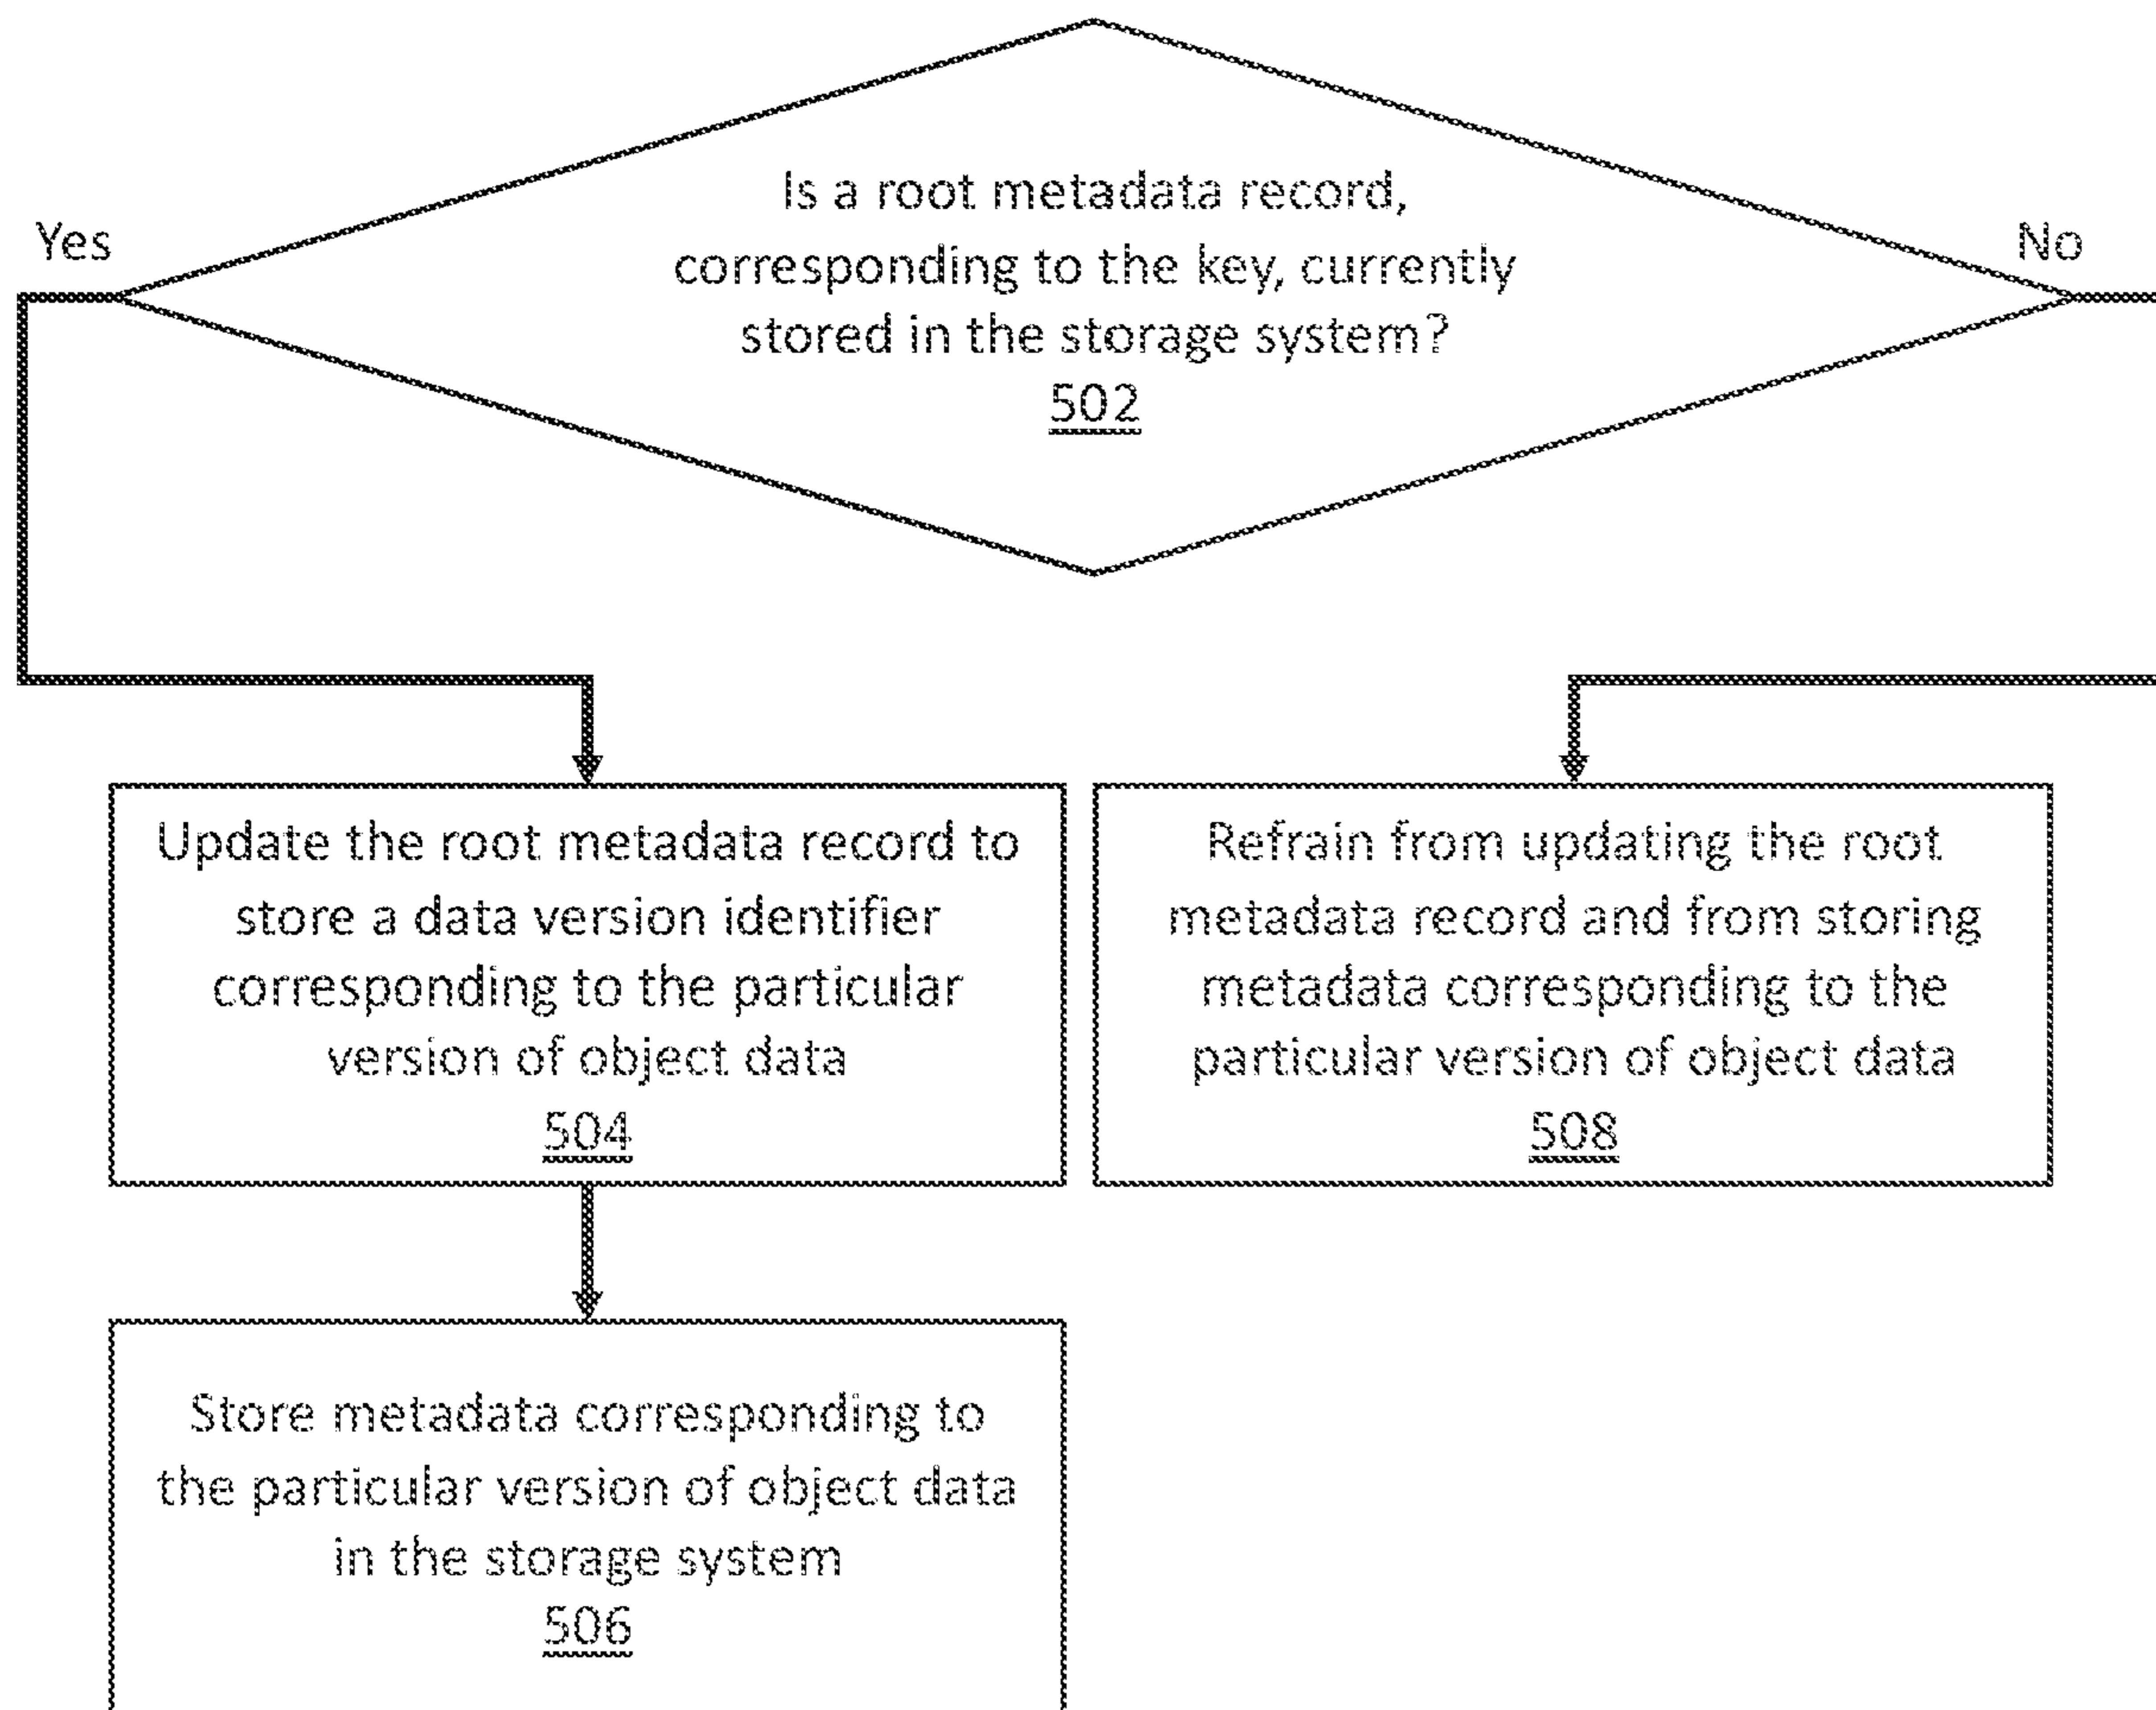 Is a root metadata record,
corresponding to the key, currently
stored in the storage system?
502
Yes
No
Update the root metadata record to
store a data version identifier
corresponding to the particular
version of object data
504
Refrain from updating the root
metadata record and from storing
metadata corresponding to the
particular version of object data
508
Store metadata corresponding to
the particular version of object data
in the storage system
506